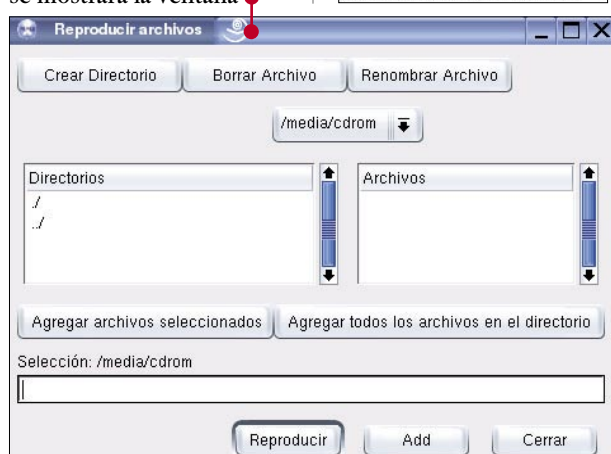 se mostrará la ventana
Reproducir archivos
Crear Directorio Borrar Archivo Renombrar Archivo
/media/cdrom
Directorios Archivos
./
../
Agregar archivos seleccionados Agregar todos los archivos en el directorio
Selección: /media/cdrom
Reproducir Add Cerrar